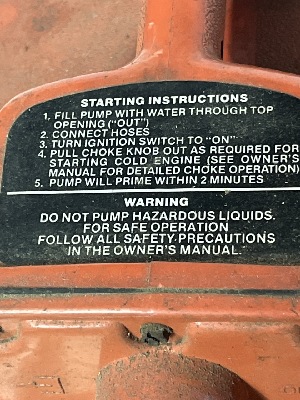 STARTING INSTRUCTIONS
1. FILL PUMP WITH WATER THROUGH TOP
OPENING ("OUT")
2. CONNECT HOSES
3. TURN IGNITION SWITCH TO "ON"
4. PULL CHOKE KNOB OUT AS REQUIRED FOR
STARTING COLD ENGINE (SEE OWNER'S
MANUAL FOR DETAILED CHOKE OPERATION)
5. PUMP WILL PRIME WITHIN 2 MINUTES
WARNING
DO NOT PUMP HAZARDOUS LIQUIDS.
FOR SAFE OPERATION
FOLLOW ALL SAFETY PRECAUTIONS
IN THE OWNER'S MANUAL.